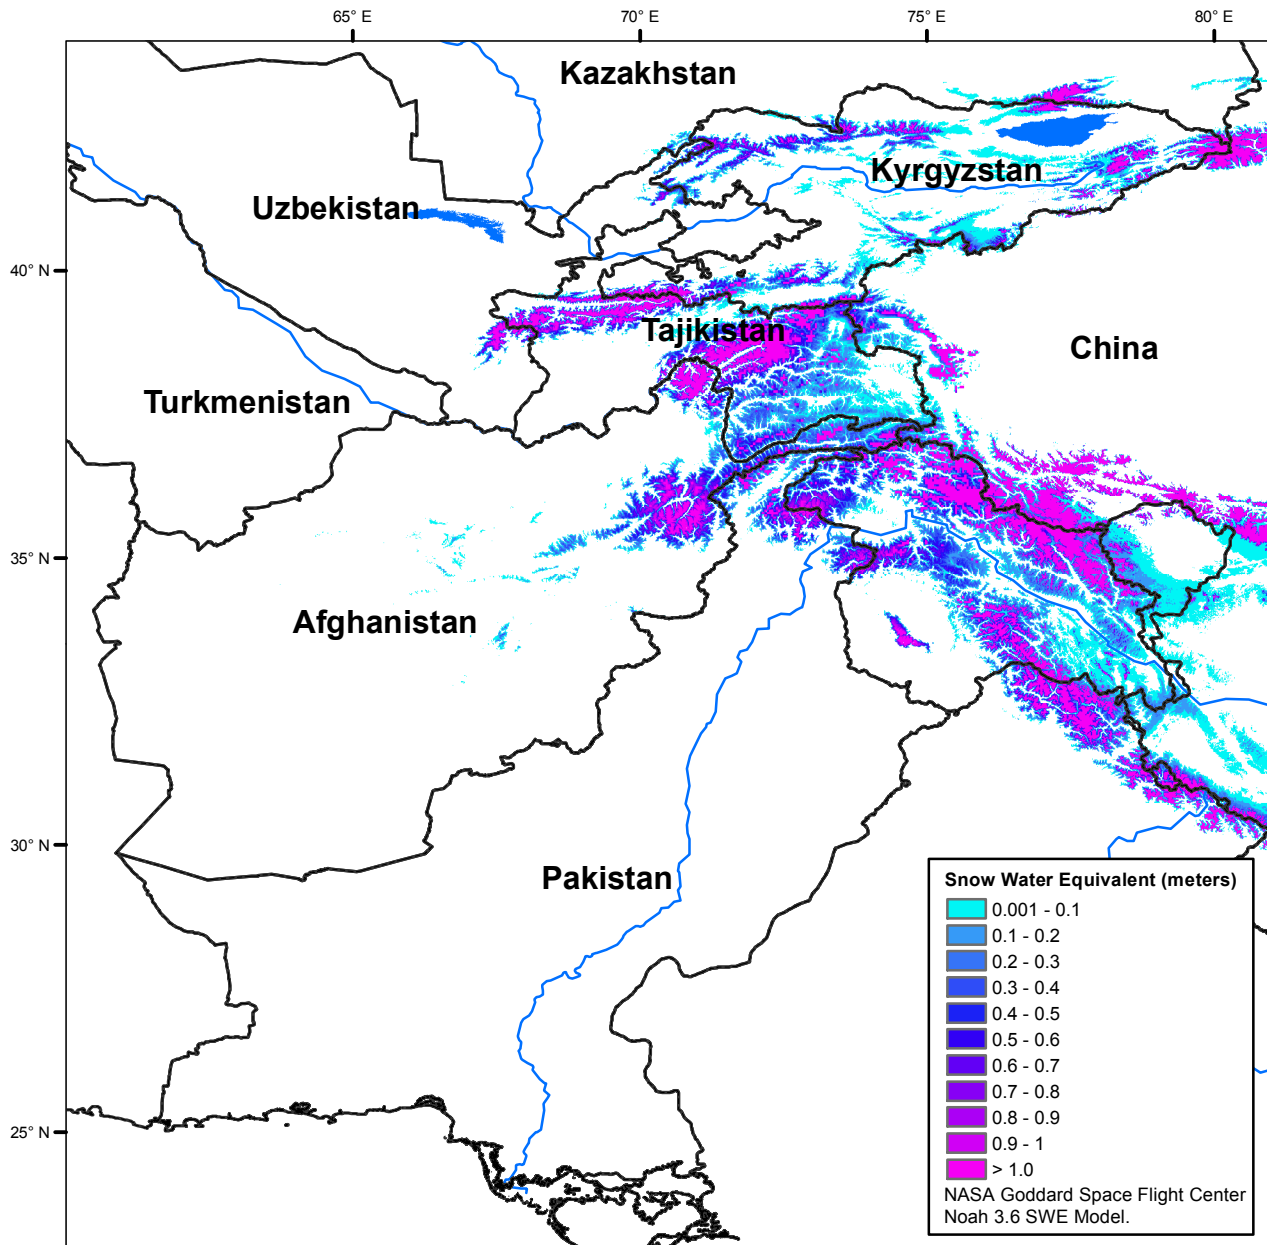 65° E
70° E
75° E
80° E
Kazakhstan
Kyrgyzstan
Uzbekistan
40° N
Tajikistan
China
Turkmenistan
35° N
Afghanistan
30° N
Pakistan
25° N
Snow Water Equivalent (meters)
0.001 - 0.1
0.1 - 0.2
0.2 - 0.3
0.3 - 0.4
0.4 - 0.5
0.5 - 0.6
0.6 - 0.7
0.7 - 0.8
0.8 - 0.9
0.9 - 1
> 1.0
NASA Goddard Space Flight Center
Noah 3.6 SWE Model.